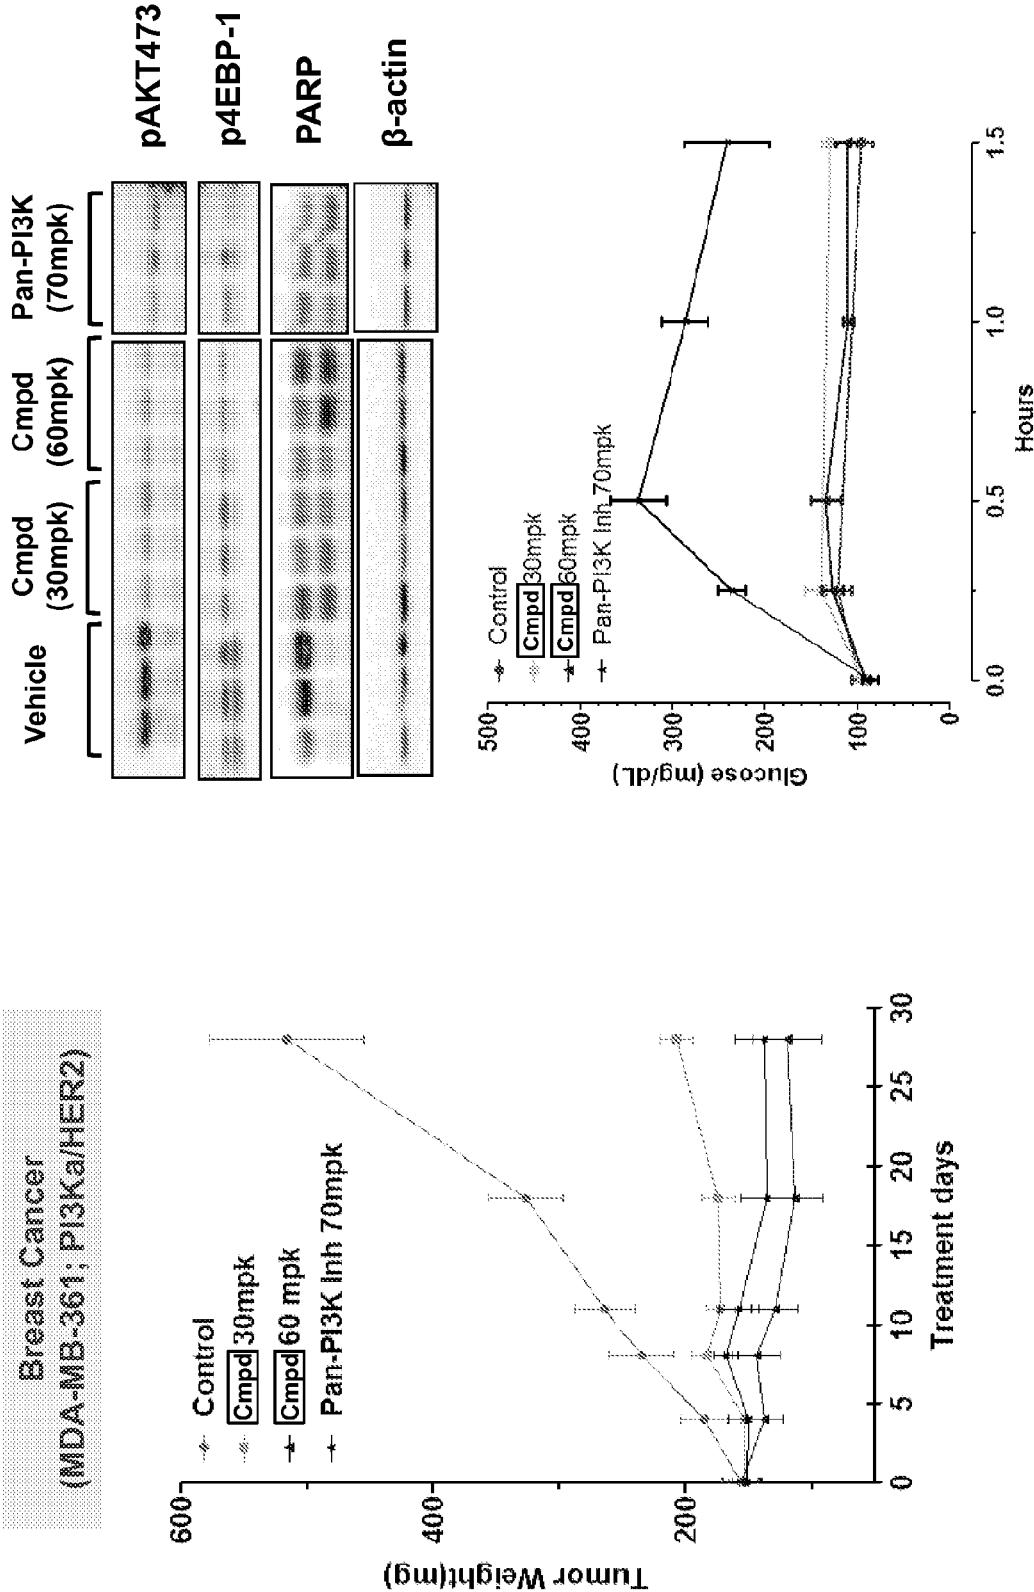 Breast Cancer
(MDA-MB-361; PI3Ka/HER2)
Control
Cmpd 30mpk
Cmpd 60 mpk
Pan-PI3K Inh 70mpk
Tumor Weight(mg)
600
400
200
0 5 10 15 20 25 30
Treatment days
Vehicle
Cmpd
(30mpk)
Cmpd
(60mpk)
Pan-PI3K
(70mpk)
pAKT473
p4EBP-1
PARP
β-actin
Control
Cmpd 30mpk
Cmpd 60mpk
Pan-PI3K Inh 70mpk
Glucose (mg/dL)
500
400
300
200
100
0
0.0 0.5 1.0 1.5
Hours